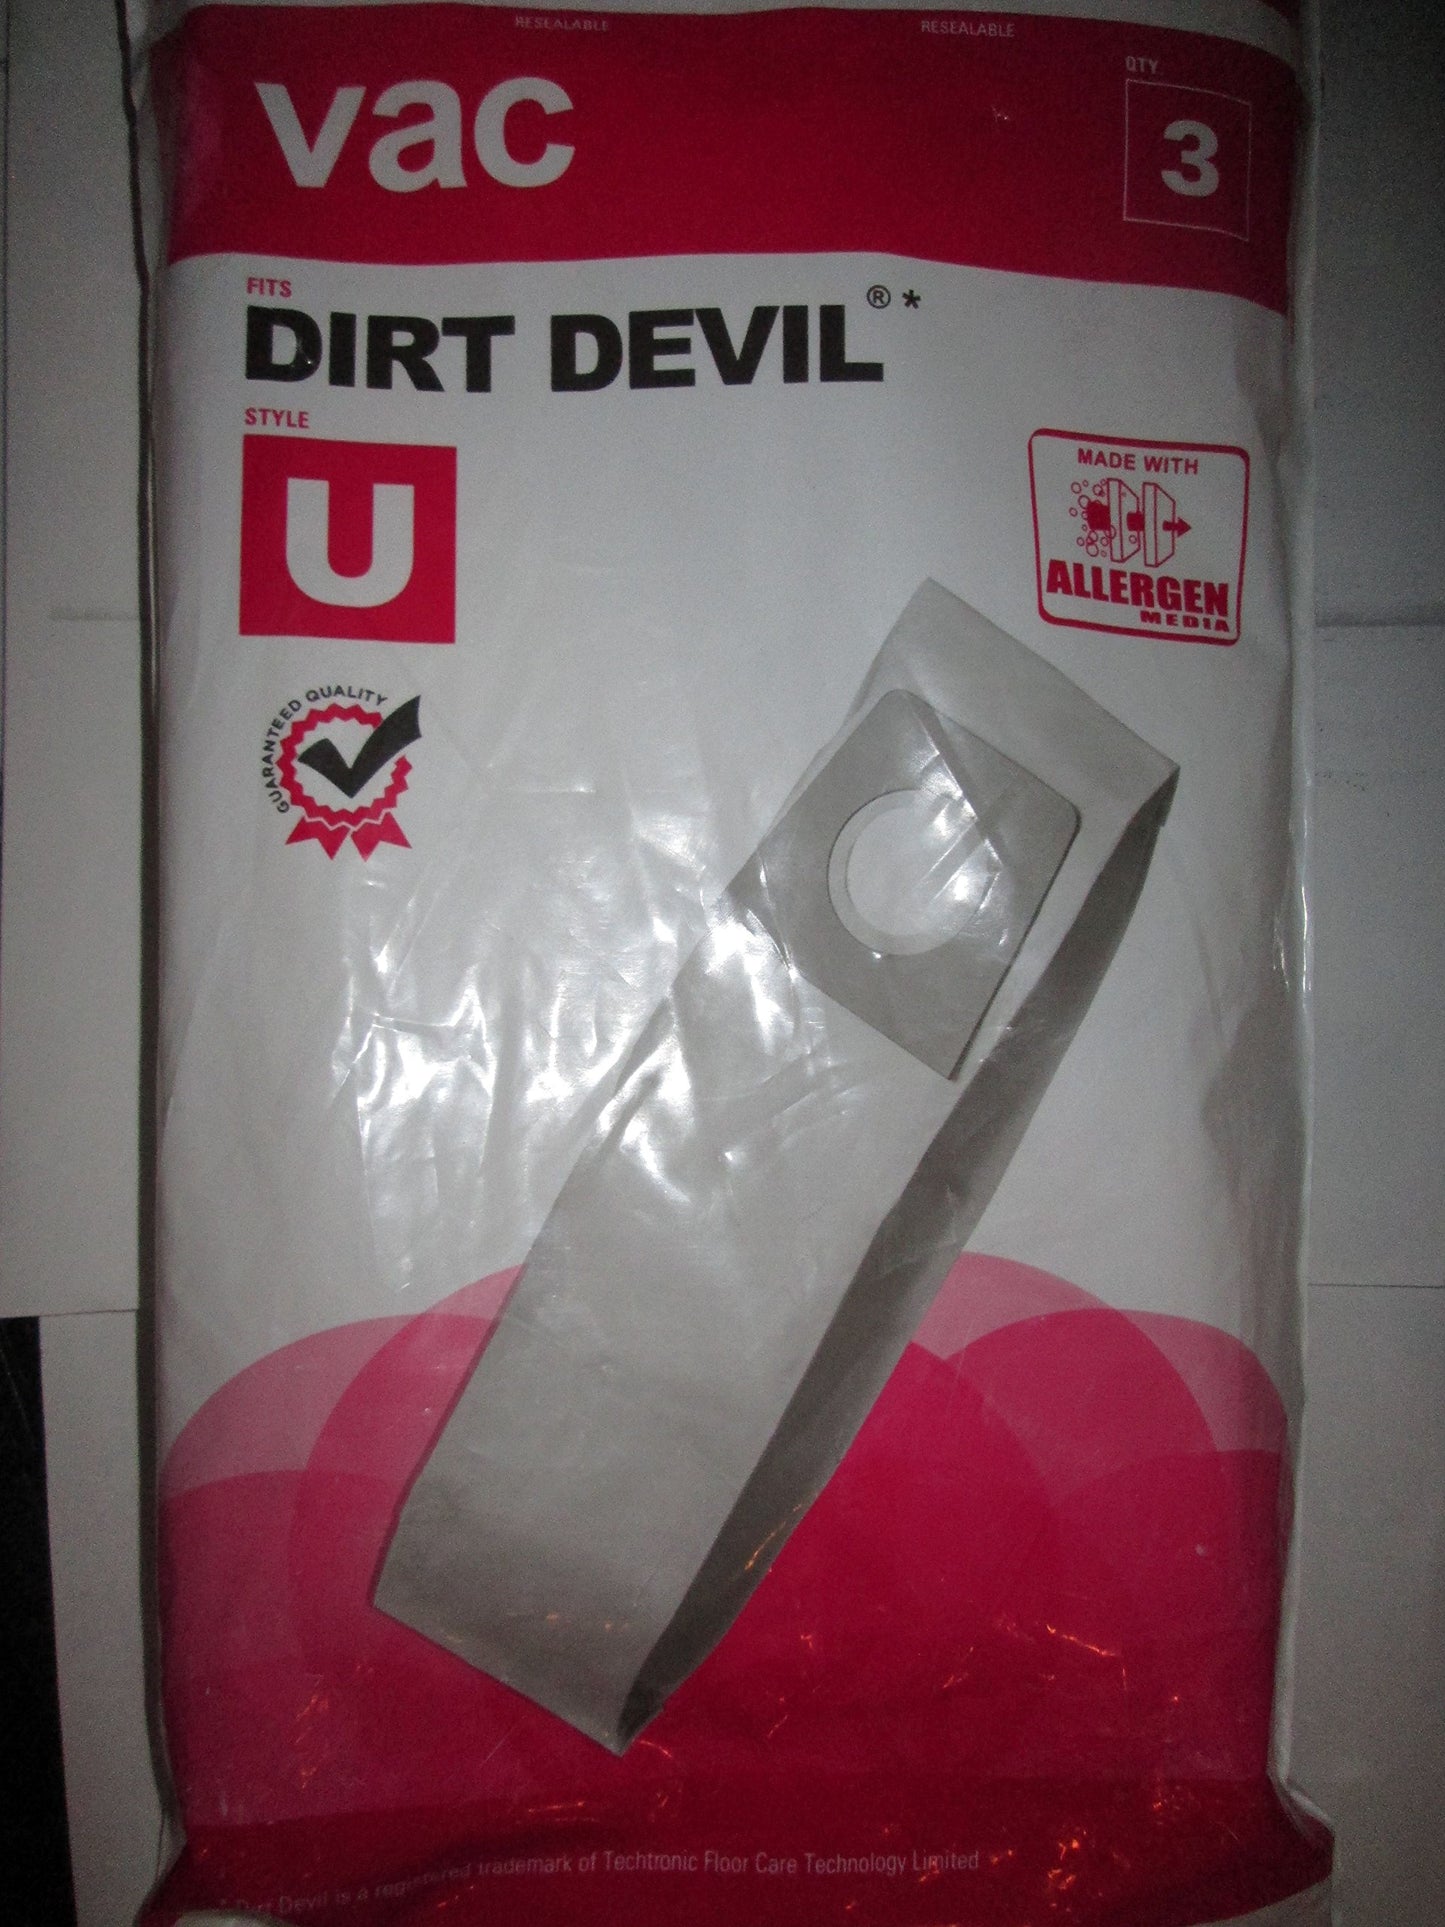 RESEALABLE RESEALABLE
vac
QTY
3
FITS
DIRT DEVIL®*
STYLE
U
MADE WITH
ALLERGEN
MEDIA
GUARANTEED QUALITY
* Dirt Devil is a registered trademark of Techtronic Floor Care Technology Limited